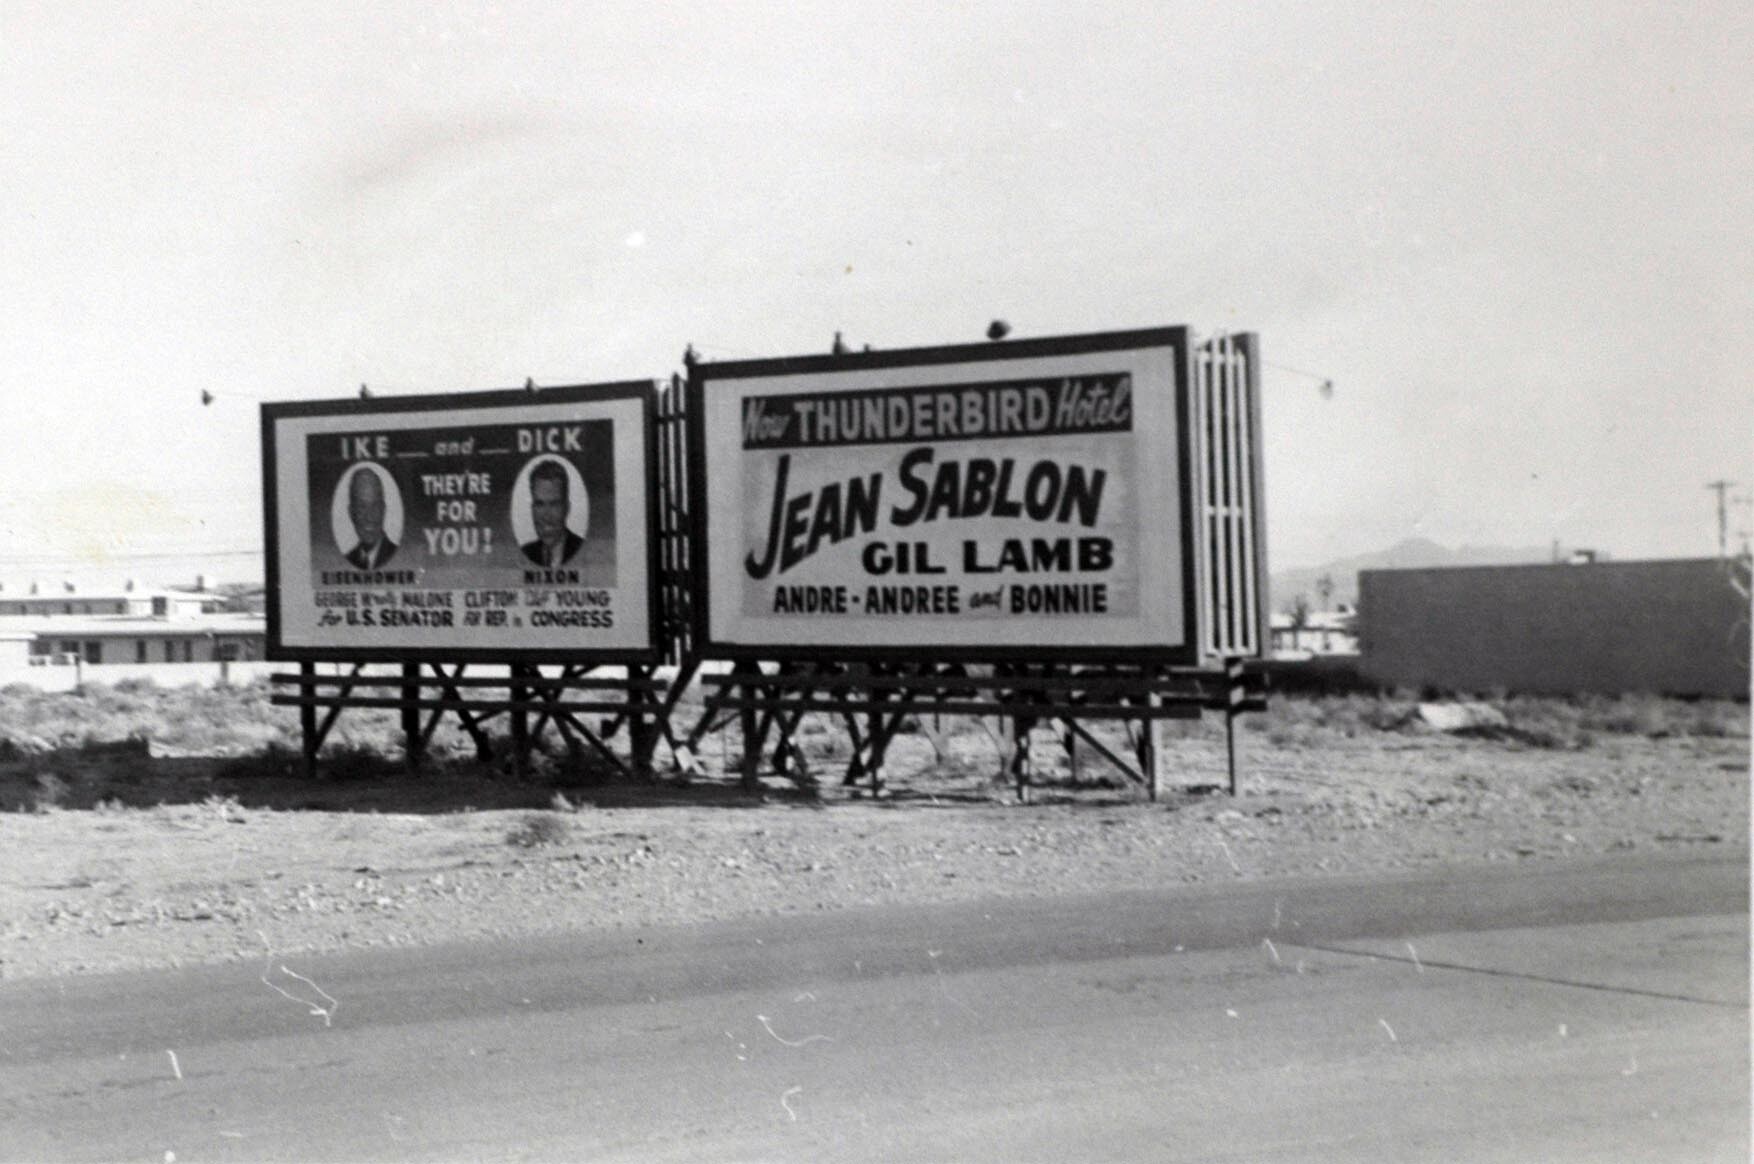 IKE and DICK
THEY'RE
FOR
YOU!
EISENHOWER NIXON
GEORGE W. MALONE CLIFTON YOUNG
for U.S. SENATOR FOR REP. in CONGRESS
Now THUNDERBIRD Hotel
JEAN SABLON
GIL LAMB
ANDRE - ANDREE and BONNIE